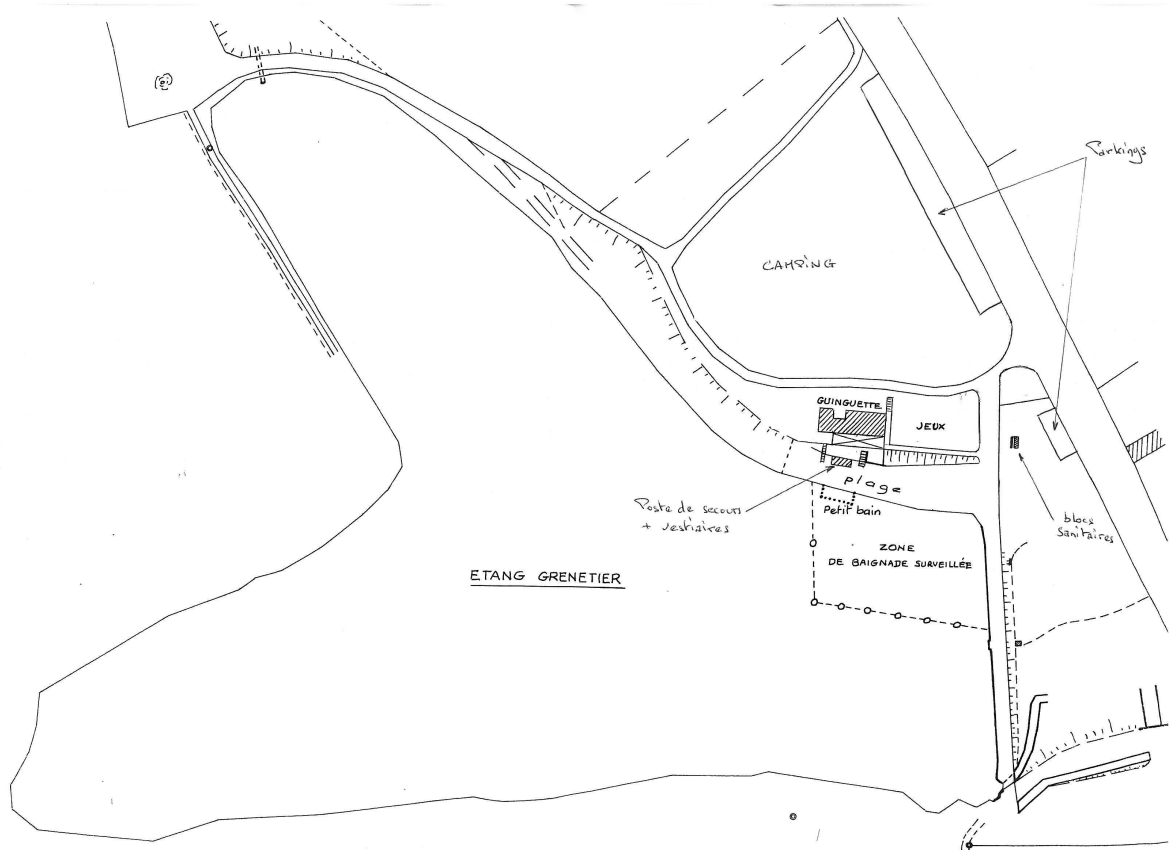 Parkings
CAMPING
GUINGUETTE
JEUX
plage
Petit bain
Poste de secours
+ vestiaires
blocs
sanitaires
ZONE
DE BAIGNADE SURVEILLÉE
ETANG GRENETIER